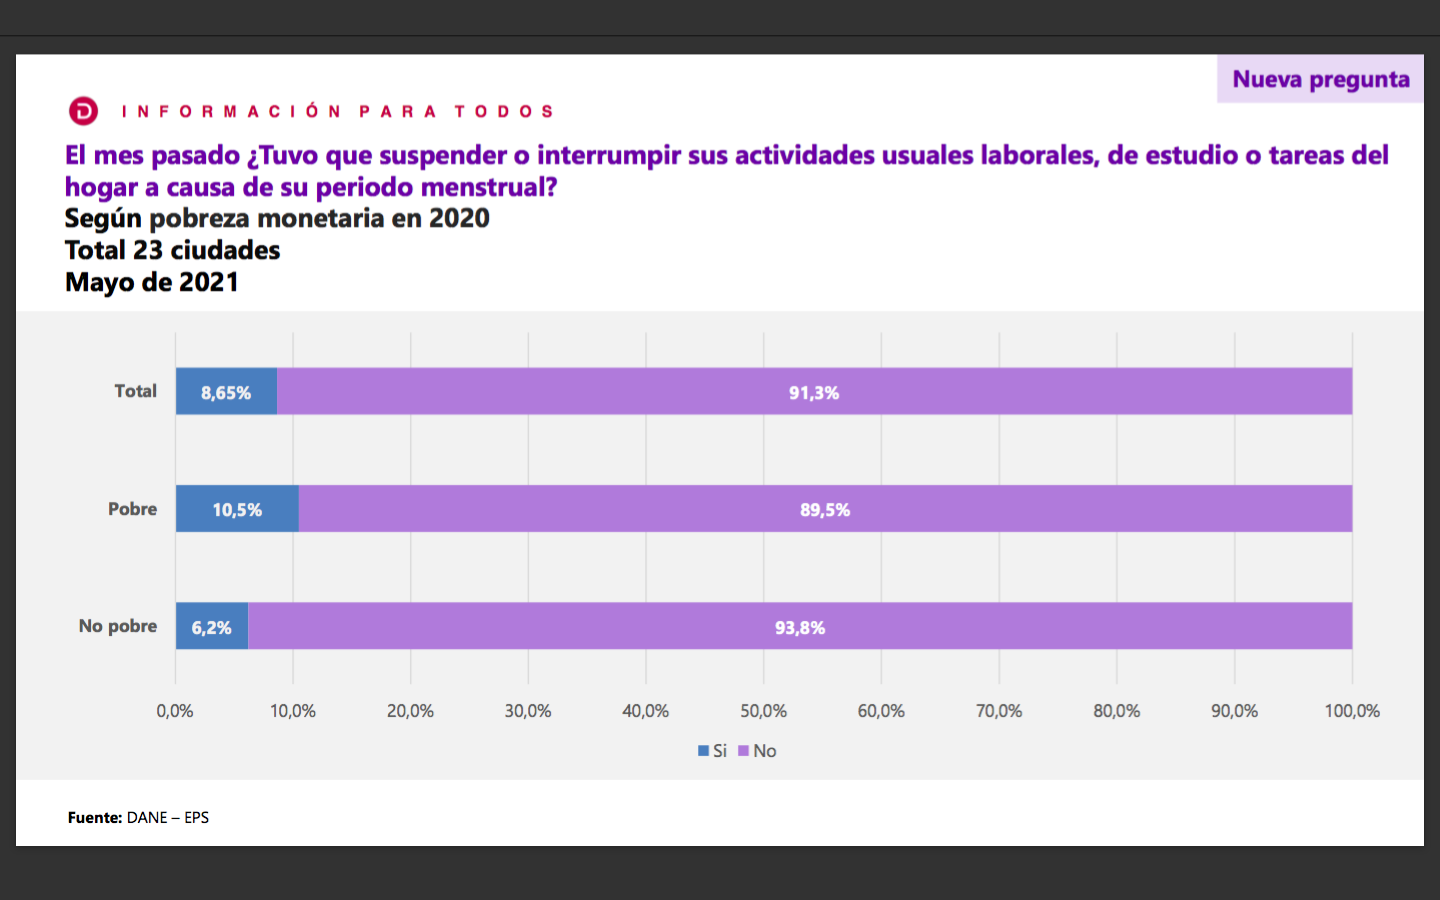 Nueva pregunta
INFORMACIÓN PARA TODOS
El mes pasado ¿Tuvo que suspender o interrumpir sus actividades usuales laborales, de estudio o tareas del
hogar a causa de su periodo menstrual?
Según pobreza monetaria en 2020
Total 23 ciudades
Mayo de 2021
Total 8,65% 91,3%
Pobre 10,5% 89,5%
No pobre 6,2% 93,8%
0,0% 10,0% 20,0% 30,0% 40,0% 50,0% 60,0% 70,0% 80,0% 90,0% 100,0%
Si No
Fuente: DANE – EPS